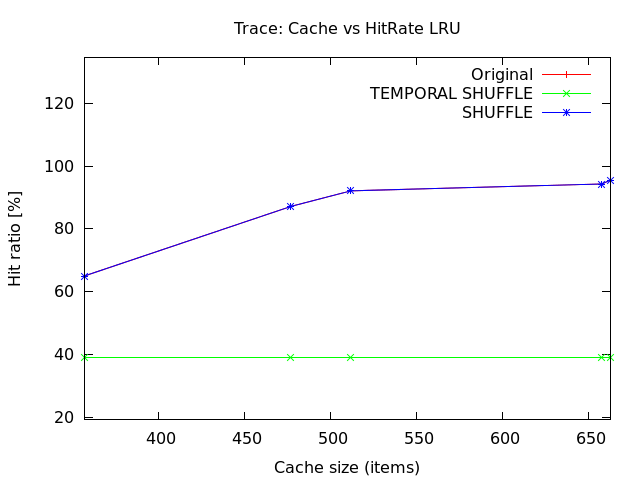 Trace: Cache vs HitRate LRU
Original
TEMPORAL SHUFFLE
SHUFFLE
120
100
80
60
40
20
Hit ratio [%]
400 450 500 550 600 650
Cache size (items)